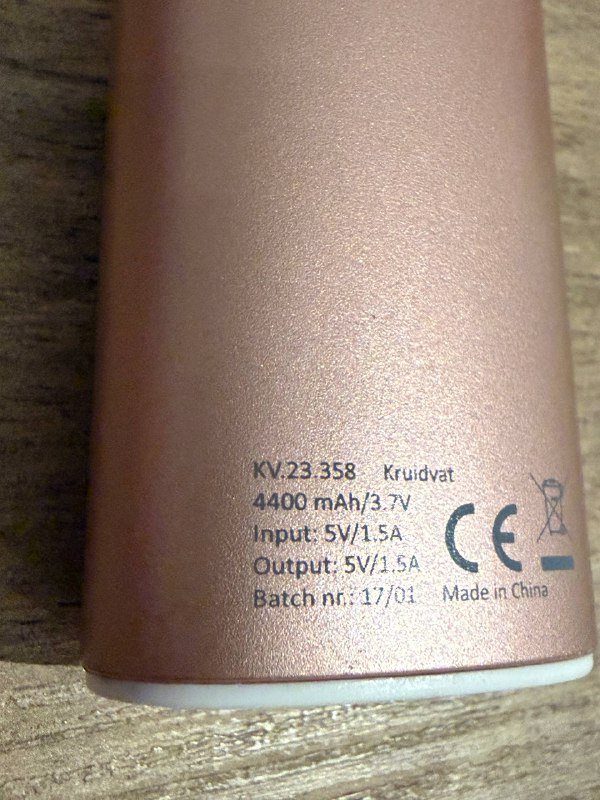 KV.23.358 Kruidvat
4400 mAh/3.7V
Input: 5V/1.5A
Output: 5V/1.5A
Batch nr.: 17/01 Made in China
CE